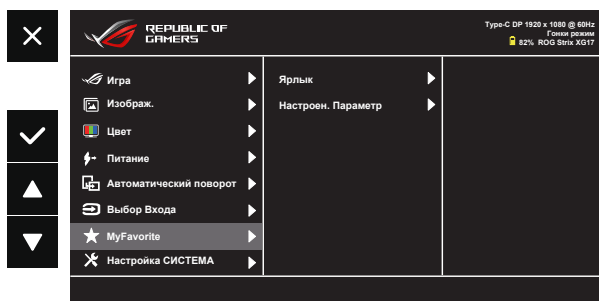 REPUBLIC OF
GAMERS
Type-C DP 1920 x 1080 @ 60Hz
Гонки режим
82% ROG Strix XG17
Игра
Изображ.
Цвет
Питание
Автоматический поворот
Выбор Входа
MyFavorite
Настройка СИСТЕМА
Ярлык
Настроен. Параметр